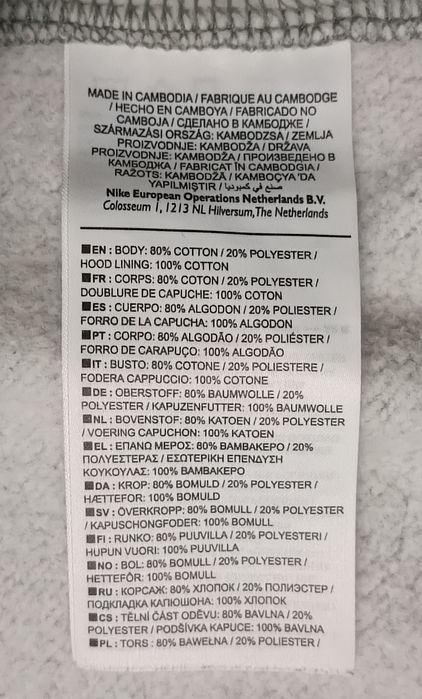 MADE IN CAMBODIA / FABRIQUE AU CAMBODGE
/ HECHO EN CAMBOYA / FABRICADO NO
CAMBOJA / СДЕЛАНО В КАМБОДЖЕ /
SZÁRMAZÁSI ORSZÁG: KAMBODZSA / ZEMLJA
PROIZVODNJE: KAMBODŽA / DRŽAVA
PROIZVODNJE: KAMBODŽA / ПРОИЗВЕДЕНО В
КАМБОДЖА / FABRICAT ÎN CAMBODGIA /
RAŽOTS: KAMBODŽĀ / KAMBOÇYA 'DA
YAPILMIŞTIR / صنع في كمبوديا
Nike European Operations Netherlands B.V.
Colosseum 1, 1213 NL Hilversum, The Netherlands
■EN : BODY: 80% COTTON / 20% POLYESTER /
HOOD LINING: 100% COTTON
■FR : CORPS: 80% COTON / 20% POLYESTER /
DOUBLURE DE CAPUCHE: 100% COTON
■ES : CUERPO: 80% ALGODON / 20% POLIESTER /
FORRO DE LA CAPUCHA: 100% ALGODON
■PT : CORPO: 80% ALGODÃO / 20% POLIÉSTER /
FORRO DE CARAPUÇO: 100% ALGODÃO
■IT : BUSTO: 80% COTONE / 20% POLIESTERE /
FODERA CAPPUCCIO: 100% COTONE
■DE : OBERSTOFF: 80% BAUMWOLLE / 20%
POLYESTER / KAPUZENFUTTER: 100% BAUMWOLLE
■NL : BOVENSTOF: 80% KATOEN / 20% POLYESTER
/ VOERING CAPUCHON: 100% KATOEN
■EL : ΕΠΑΝΩ ΜΕΡΟΣ: 80% ΒΑΜΒΑΚΕΡΟ / 20%
ΠΟΛΥΕΣΤΕΡΑΣ / ΕΣΩΤΕΡΙΚΗ ΕΠΕΝΔΥΣΗ
ΚΟΥΚΟΥΛΑΣ: 100% ΒΑΜΒΑΚΕΡΟ
■DA : KROP: 80% BOMULD / 20% POLYESTER /
HÆTTEFOR: 100% BOMULD
■SV : ÖVERKROPP: 80% BOMULL / 20% POLYESTER
/ KAPUSCHONGFODER: 100% BOMULL
■FI : RUNKO: 80% PUUVILLA / 20% POLYESTERI /
HUPUN VUORI: 100% PUUVILLA
■NO : BOL: 80% BOMULL / 20% POLYESTER /
HETTEFÔR: 100% BOMULL
■RU : КОРСАЖ: 80% ХЛОПОК / 20% ПОЛИЭСТЕР /
ПОДКЛАДКА КАПЮШОНА: 100% ХЛОПОК
■CS : TĚLNÍ ČÁST ODĚVU: 80% BAVLNA / 20%
POLYESTER / PODŠÍVKA KAPUCE: 100% BAVLNA
■PL : TORS : 80% BAWEŁNA / 20% POLIESTER /